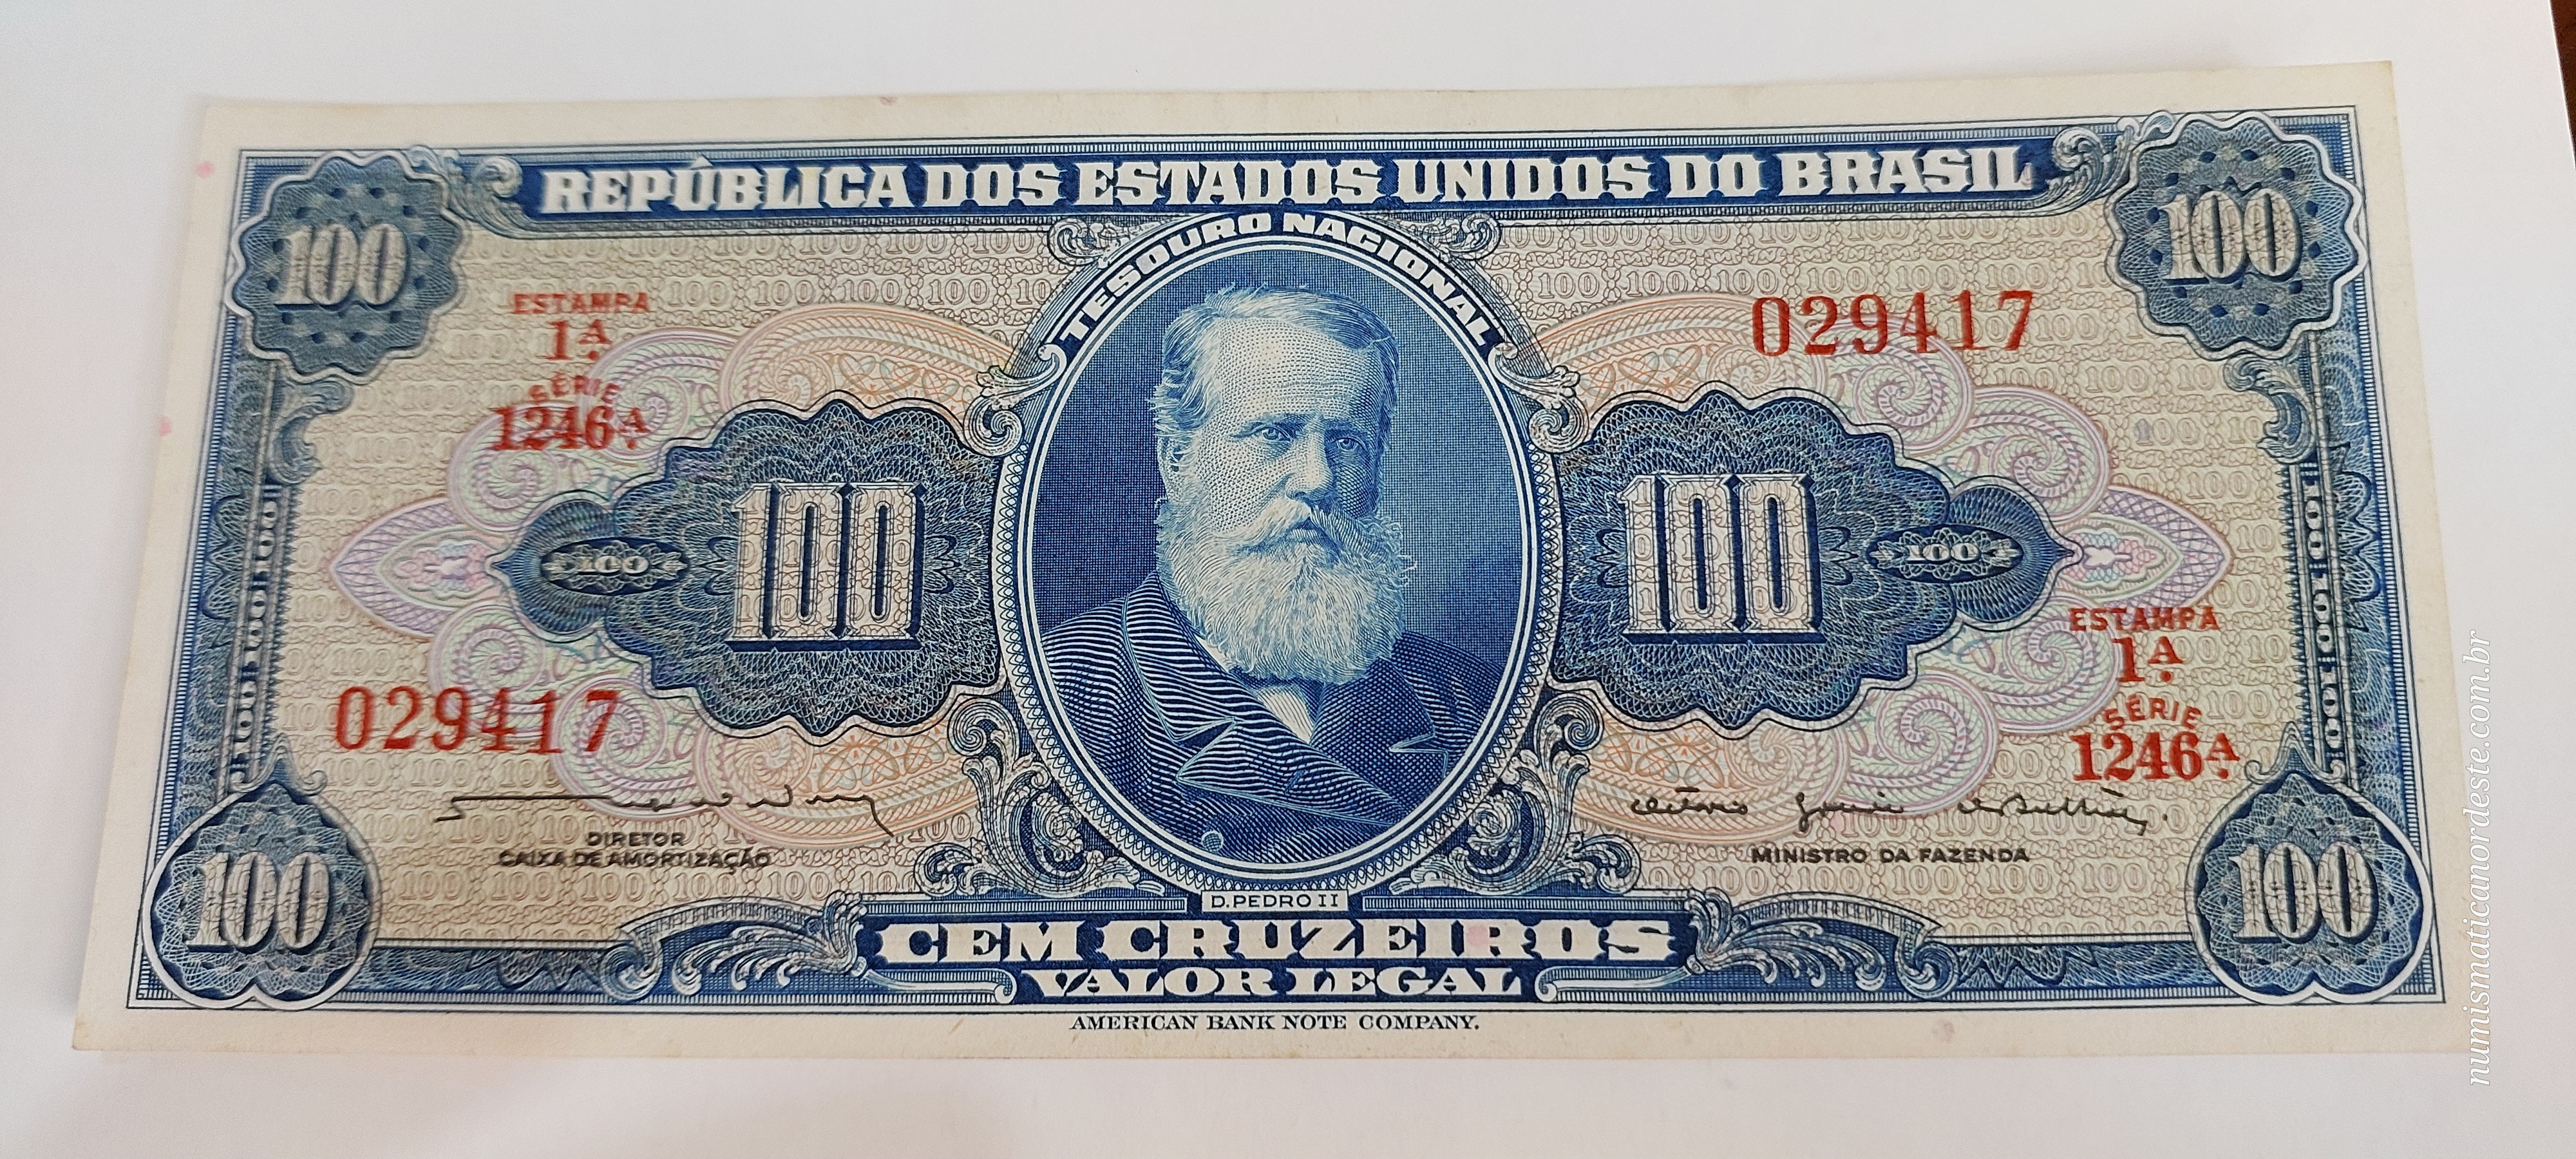 REPÚBLICA DOS ESTADOS UNIDOS DO BRASIL
TESOURO NACIONAL
100
100
ESTAMPA
1A.
SÉRIE
1246A.
029417
100
100
100
100
029417
ESTAMPA
1A.
SÉRIE
1246A.
DIRETOR
CAIXA DE AMORTIZAÇÃO
MINISTRO DA FAZENDA
100
100
D. PEDRO II
CEM CRUZEIROS
VALOR LEGAL
AMERICAN BANK NOTE COMPANY.
numismaticanordeste.com.br